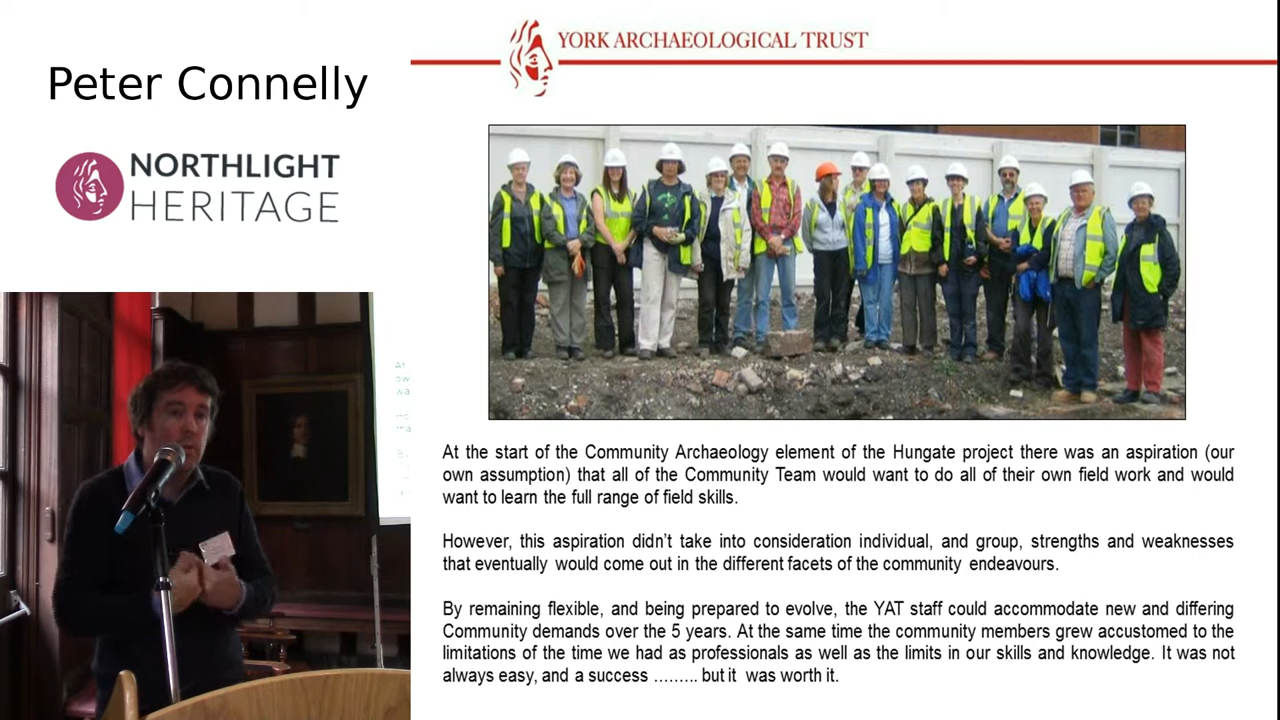 Peter Connelly
NORTHLIGHT
HERITAGE
YORK ARCHAEOLOGICAL TRUST
At the start of the Community Archaeology element of the Hungate project there was an aspiration (our
own assumption) that all of the Community Team would want to do all of their own field work and would
want to learn the full range of field skills.
However, this aspiration didn't take into consideration individual, and group, strengths and weaknesses
that eventually would come out in the different facets of the community endeavours.
By remaining flexible, and being prepared to evolve, the YAT staff could accommodate new and differing
Community demands over the 5 years. At the same time the community members grew accustomed to the
limitations of the time we had as professionals as well as the limits in our skills and knowledge. It was not
always easy, and a success ……... but it was worth it.